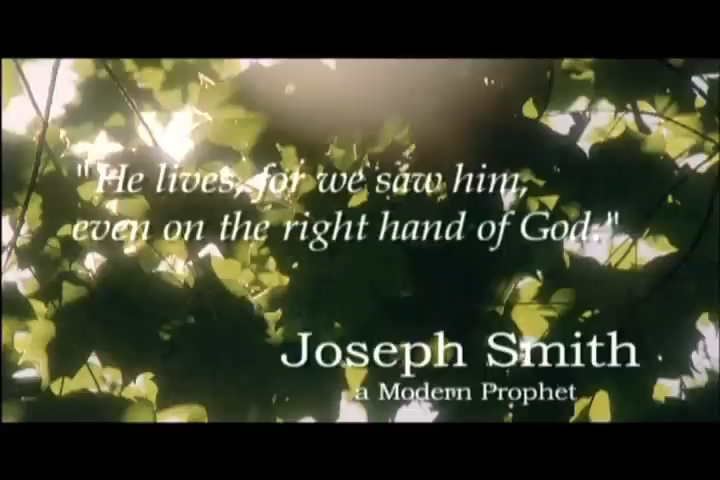 "He lives, for we saw him,
even on the right hand of God."
Joseph Smith
a Modern Prophet